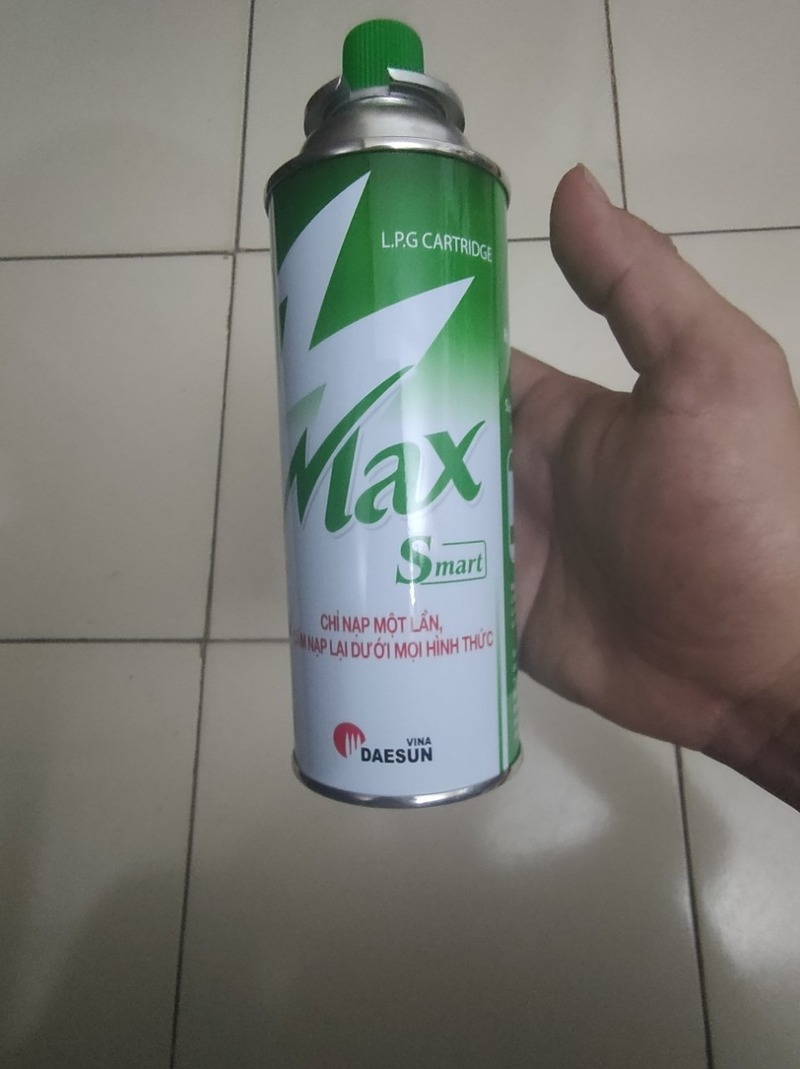 L.P.G CARTRIDGE
Max
Smart
CHỈ NẠP MỘT LẦN,
NẠP LẠI DƯỚI MỌI HÌNH THỨC
VINA
DAESUN